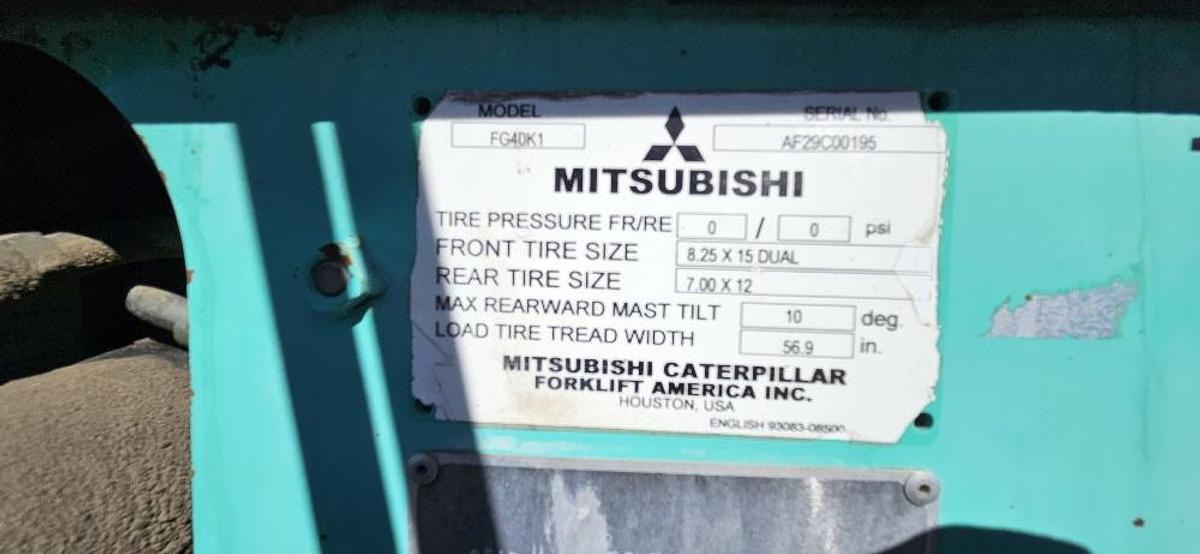 MODEL SERIAL No.
FG40K1 AF29C00195
MITSUBISHI
TIRE PRESSURE FR/RE 0 / 0 psi
FRONT TIRE SIZE 8.25 X 15 DUAL
REAR TIRE SIZE 7.00 X 12
MAX REARWARD MAST TILT 10 deg.
LOAD TIRE TREAD WIDTH 56.9 in.
MITSUBISHI CATERPILLAR
FORKLIFT AMERICA INC.
HOUSTON, USA
ENGLISH 93083-08500